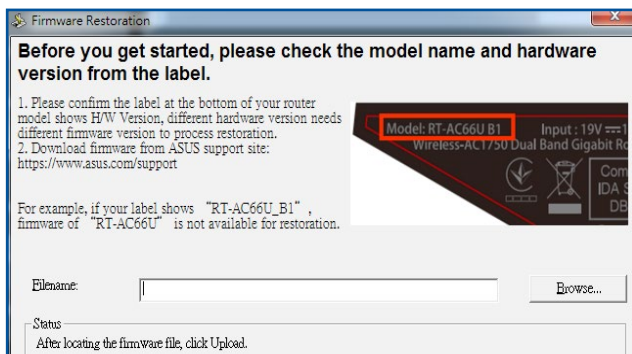 Firmware Restoration
Before you get started, please check the model name and hardware
version from the label.
1. Please confirm the label at the bottom of your router
model shows H/W Version, different hardware version needs
different firmware version to process restoration.
2. Download firmware from ASUS support site:
https://www.asus.com/support
Model: RT-AC66U B1 Input : 19V
Wireless-AC1750 Dual Band Gigabit Ro
Com
IDA S
DB
For example, if your label shows “RT-AC66U_B1” ,
firmware of “RT-AC66U” is not available for restoration.
Filename:
Browse...
Status
After locating the firmware file, click Upload.